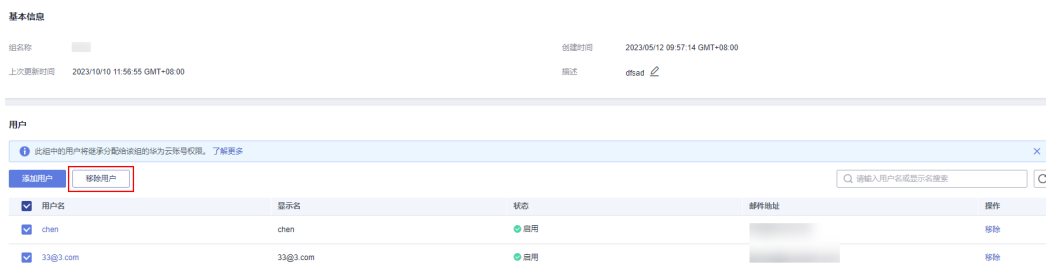 基本信息
组名称
创建时间 2023/05/12 09:57:14 GMT+08:00
上次更新时间 2023/10/10 11:56:55 GMT+08:00 描述 dfsad
用户
此组中的用户将继承分配给该组的华为云账号权限。 了解更多
添加用户 移除用户 请输入用户名或显示名搜索
用户名 显示名 状态 邮件地址 操作
chen chen 启用 移除
33@3.com 33@3.com 启用 移除